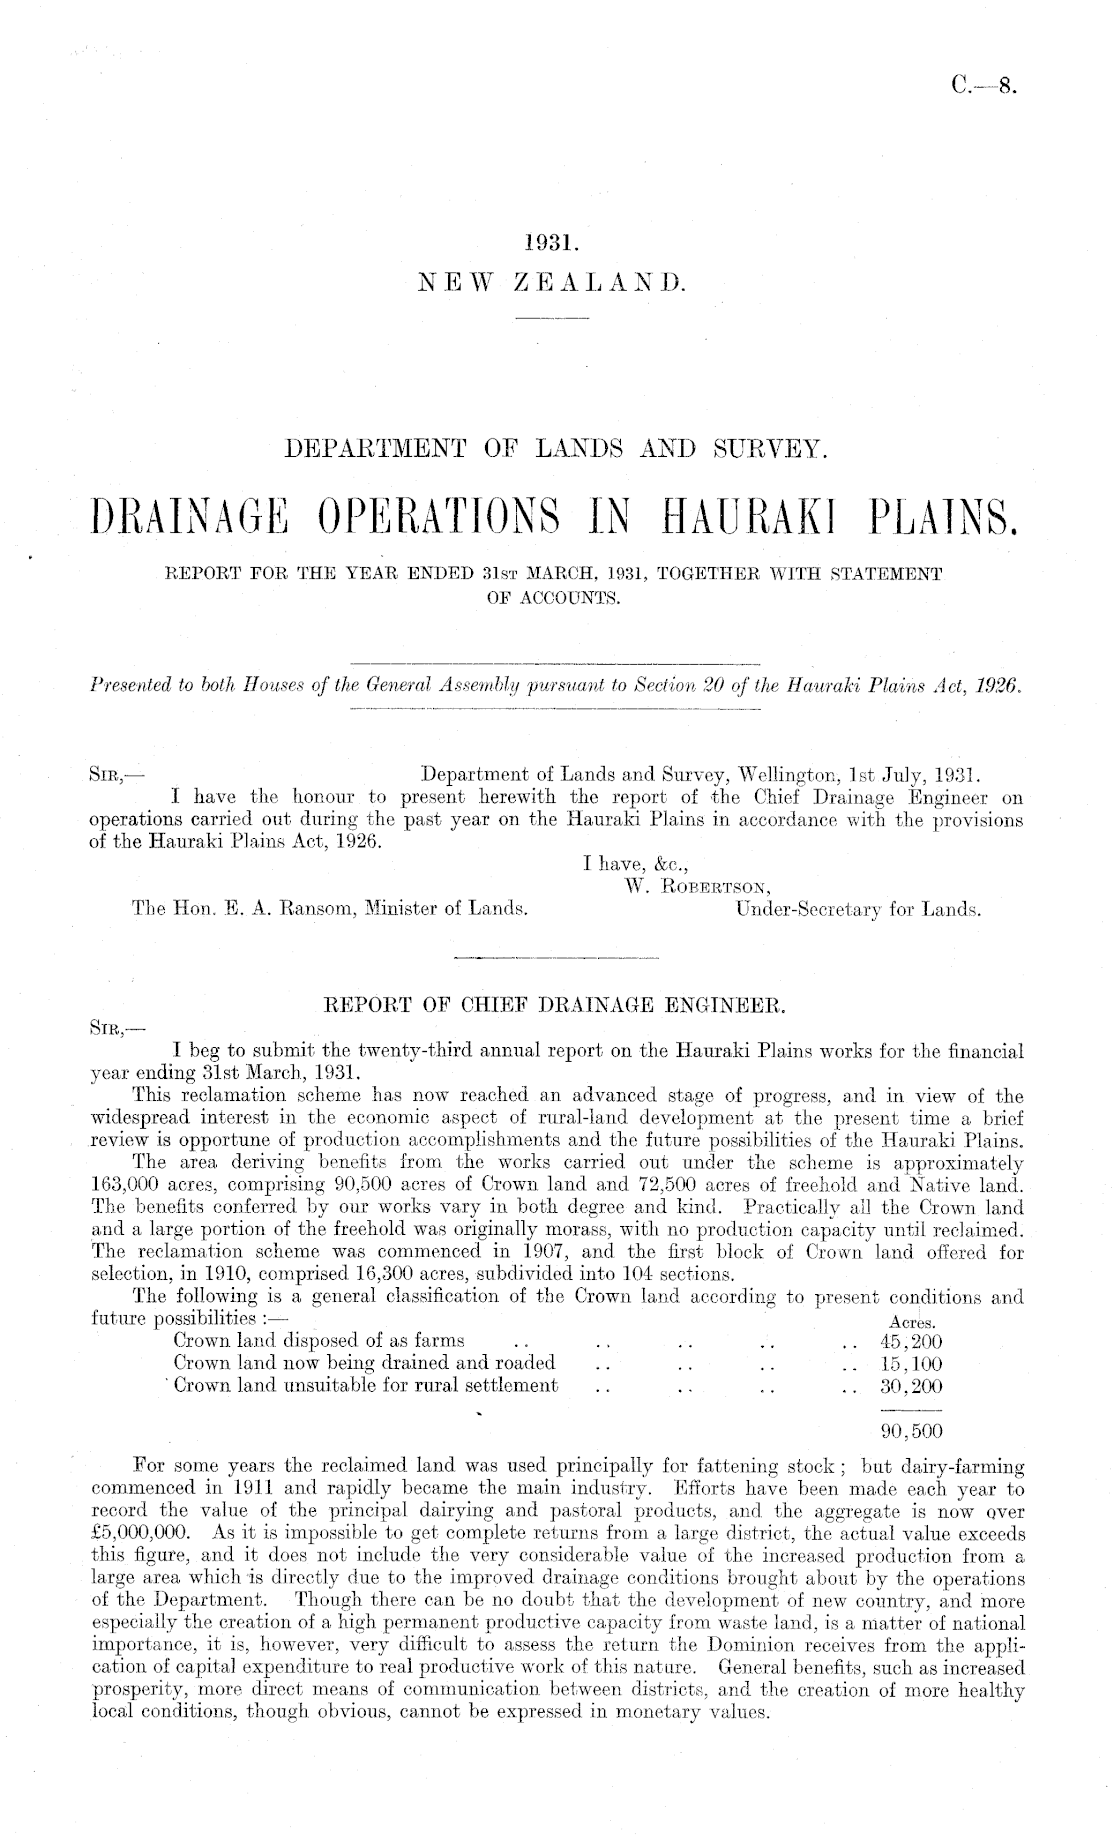 C.—8.
1931.
NEW ZEALAND.
DEPARTMENT OF LANDS AND SURVEY.
DRAINAGE OPERATIONS IN HAURAKI PLAINS.
REPORT FOR THE YEAR ENDED 31ST MARCH, 1931, TOGETHER WITH STATEMENT
OF ACCOUNTS.
Presented to both Houses of the General Assembly pursuant to Section 20 of the Hauraki Plains Act, 1926.
SIR,— Department of Lands and Survey, Wellington, 1st July, 1931.
I have the honour to present herewith the report of the Chief Drainage Engineer on
operations carried out during the past year on the Hauraki Plains in accordance with the provisions
of the Hauraki Plains Act, 1926.
I have, &c.,
W. ROBERTSON,
The Hon. E. A. Ransom, Minister of Lands. Under-Secretary for Lands.
REPORT OF CHIEF DRAINAGE ENGINEER.
SIR,—
I beg to submit the twenty-third annual report on the Hauraki Plains works for the financial
year ending 31st March, 1931.
This reclamation scheme has now reached an advanced stage of progress, and in view of the
widespread interest in the economic aspect of rural-land development at the present time a brief
review is opportune of production accomplishments and the future possibilities of the Hauraki Plains.
The area deriving benefits from the works carried out under the scheme is approximately
163,000 acres, comprising 90,500 acres of Crown land and 72,500 acres of freehold and Native land.
The benefits conferred by our works vary in both degree and kind. Practically all the Crown land
and a large portion of the freehold was originally morass, with no production capacity until reclaimed.
The reclamation scheme was commenced in 1907, and the first block of Crown land offered for
selection, in 1910, comprised 16,300 acres, subdivided into 104 sections.
The following is a general classification of the Crown land according to present conditions and
future possibilities :— Acres.
Crown land disposed of as farms .. .. .. .. .. 45,200
Crown land now being drained and roaded .. .. .. .. 15,100
Crown land unsuitable for rural settlement .. .. .. .. 30,200
90,500
For some years the reclaimed land was used principally for fattening stock ; but dairy-farming
commenced in 1911 and rapidly became the main industry. Efforts have been made each year to
record the value of the principal dairying and pastoral products, and the aggregate is now over
£5,000,000. As it is impossible to get complete returns from a large district, the actual value exceeds
this figure, and it does not include the very considerable value of the increased production from a
large area which is directly due to the improved drainage conditions brought about by the operations
of the Department. Though there can be no doubt that the development of new country, and more
especially the creation of a high permanent productive capacity from waste land, is a matter of national
importance, it is, however, very difficult to assess the return the Dominion receives from the appli-
cation of capital expenditure to real productive work of this nature. General benefits, such as increased
prosperity, more direct means of communication between districts, and the creation of more healthy
local conditions, though obvious, cannot be expressed in monetary values.